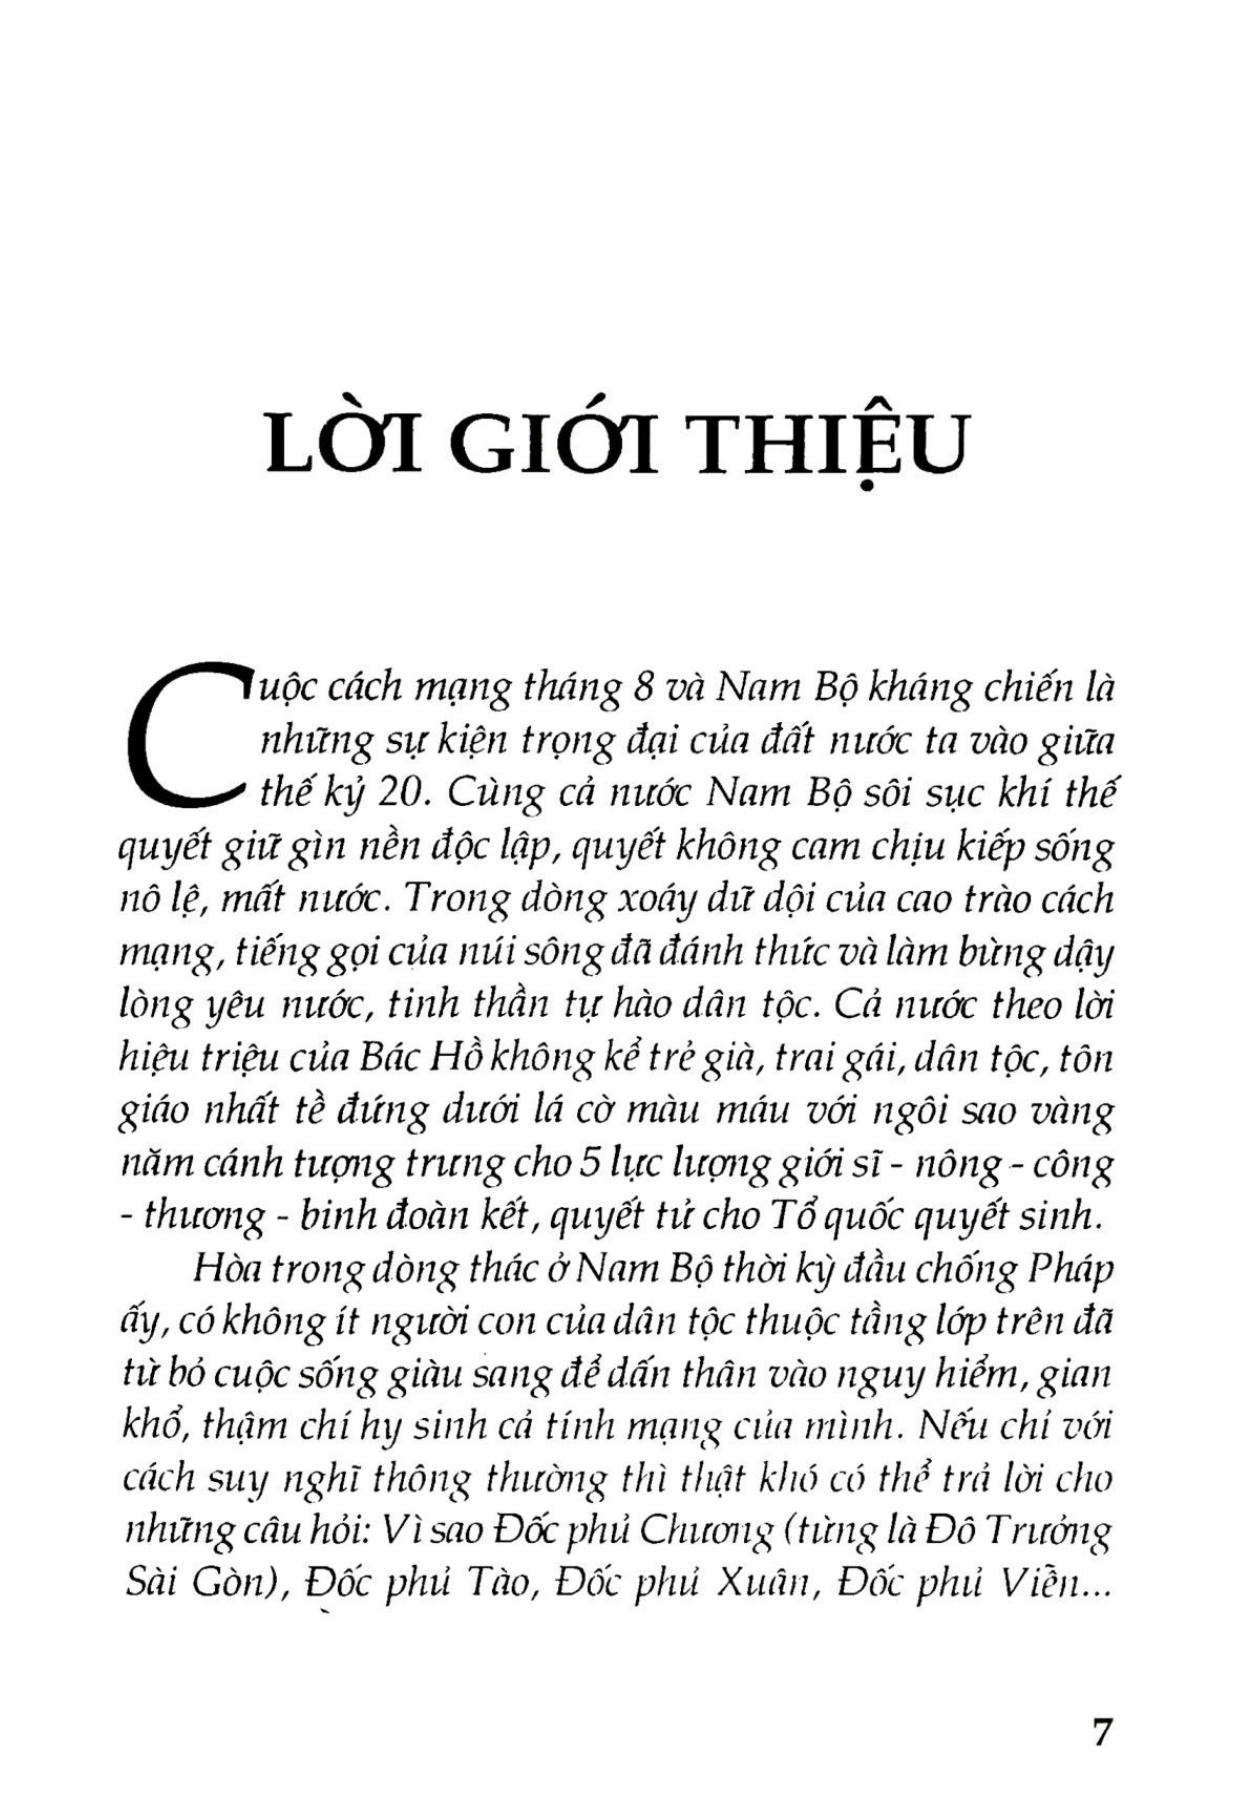 LỜI GIỚI THIỆU
Cuộc cách mạng tháng 8 và Nam Bộ kháng chiến là
những sự kiện trọng đại của đất nước ta vào giữa
thế kỷ 20. Cùng cả nước Nam Bộ sôi sục khí thế
quyết giữ gìn nền độc lập, quyết không cam chịu kiếp sống
nô lệ, mất nước. Trong dòng xoáy dữ dội của cao trào cách
mạng, tiếng gọi của núi sông đã đánh thức và làm bừng dậy
lòng yêu nước, tinh thần tự hào dân tộc. Cả nước theo lời
hiệu triệu của Bác Hồ không kể trẻ già, trai gái, dân tộc, tôn
giáo nhất tề đứng dưới lá cờ màu máu với ngôi sao vàng
năm cánh tượng trưng cho 5 lực lượng giới sĩ - nông - công
- thương - binh đoàn kết, quyết tử cho Tổ quốc quyết sinh.
Hòa trong dòng thác ở Nam Bộ thời kỳ đầu chống Pháp
ấy, có không ít người con của dân tộc thuộc tầng lớp trên đã
từ bỏ cuộc sống giàu sang để dấn thân vào nguy hiểm, gian
khổ, thậm chí hy sinh cả tính mạng của mình. Nếu chỉ với
cách suy nghĩ thông thường thì thật khó có thể trả lời cho
những câu hỏi: Vì sao Đốc phủ Chương (từng là Đô Trưởng
Sài Gòn), Đốc phủ Tào, Đốc phủ Xuân, Đốc phủ Viễn...
7